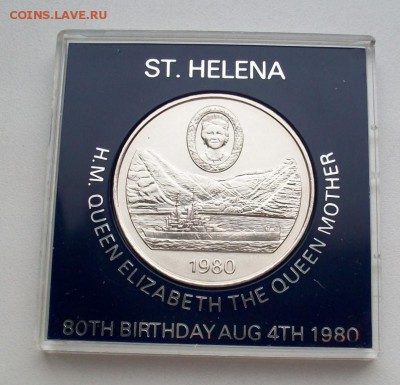 COINS.LAVE.RU
ST. HELENA
H.M. QUEEN ELIZABETH THE QUEEN MOTHER
1980
80TH BIRTHDAY AUG 4TH 1980